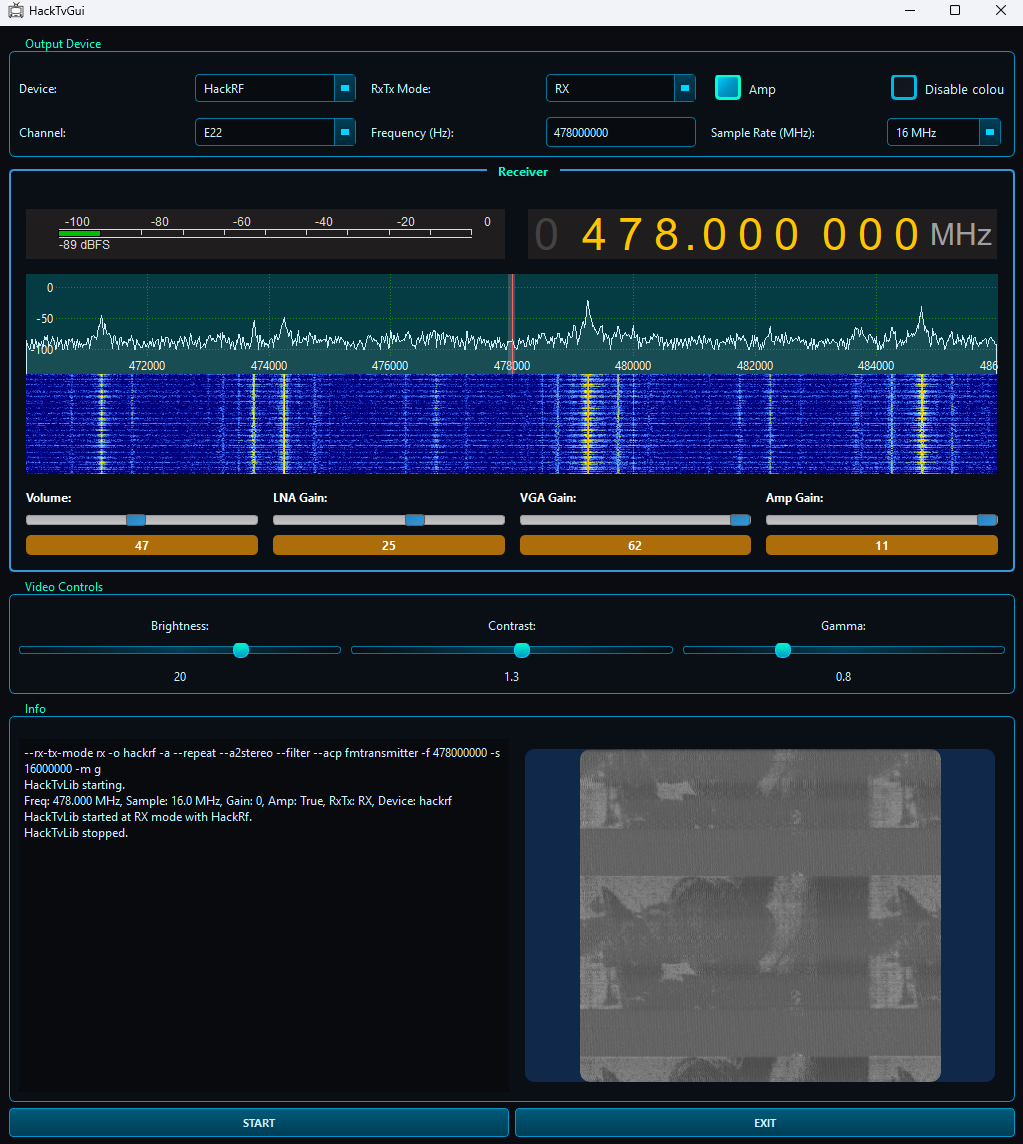 HackTvGui
Output Device
Device: HackRF RxTx Mode: RX Amp Disable colou
Channel: E22 Frequency (Hz): 478000000 Sample Rate (MHz): 16 MHz
Receiver
-100 -80 -60 -40 -20 0
-89 dBFS
0 478.000 000 MHz
0
-50
-100
472000 474000 476000 478000 480000 482000 484000 486
Volume: LNA Gain: VGA Gain: Amp Gain:
47 25 62 11
Video Controls
Brightness: Contrast: Gamma:
20 1.3 0.8
Info
--rx-tx-mode rx -o hackrf -a --repeat --a2stereo --filter --acp fmtransmitter -f 478000000 -s
16000000 -m g
HackTvLib starting.
Freq: 478.000 MHz, Sample: 16.0 MHz, Gain: 0, Amp: True, RxTx: RX, Device: hackrf
HackTvLib started at RX mode with HackRf.
HackTvLib stopped.
START EXIT